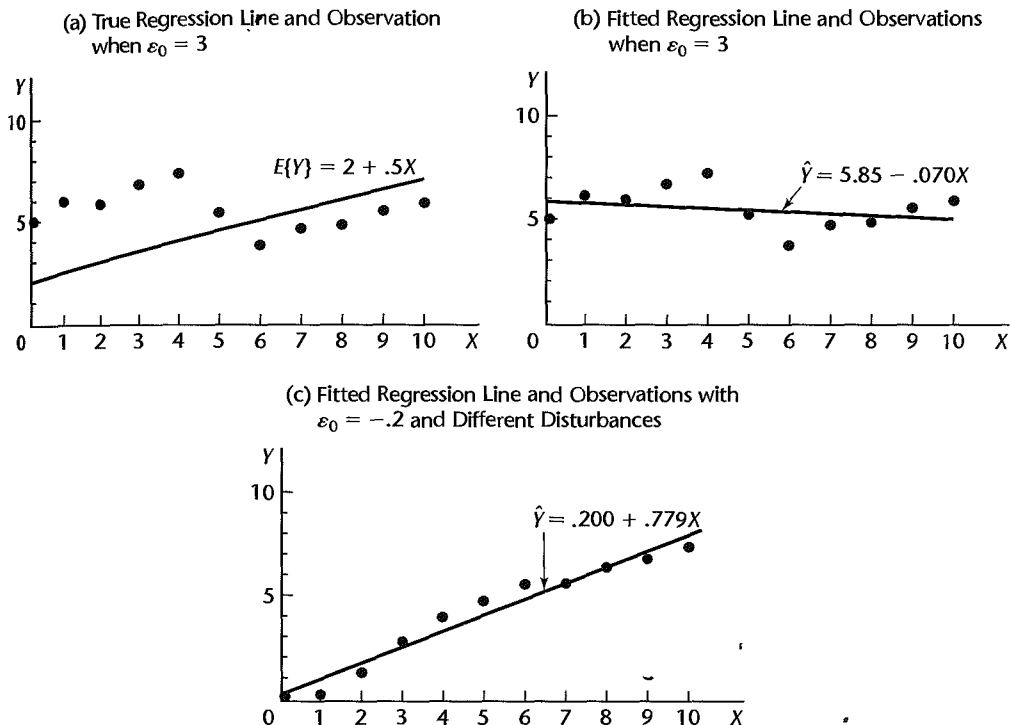 (a) True Regression Line and Observation
when ε₀ = 3
Y
10
5
0
E{Y} = 2 + .5X
1 2 3 4 5 6 7 8 9 10 X
(b) Fitted Regression Line and Observations
when ε₀ = 3
Y
10
5
0
Ŷ = 5.85 − .070X
1 2 3 4 5 6 7 8 9 10 X
(c) Fitted Regression Line and Observations with
ε₀ = −.2 and Different Disturbances
Y
10
5
0
Ŷ = .200 + .779X
1 2 3 4 5 6 7 8 9 10 X